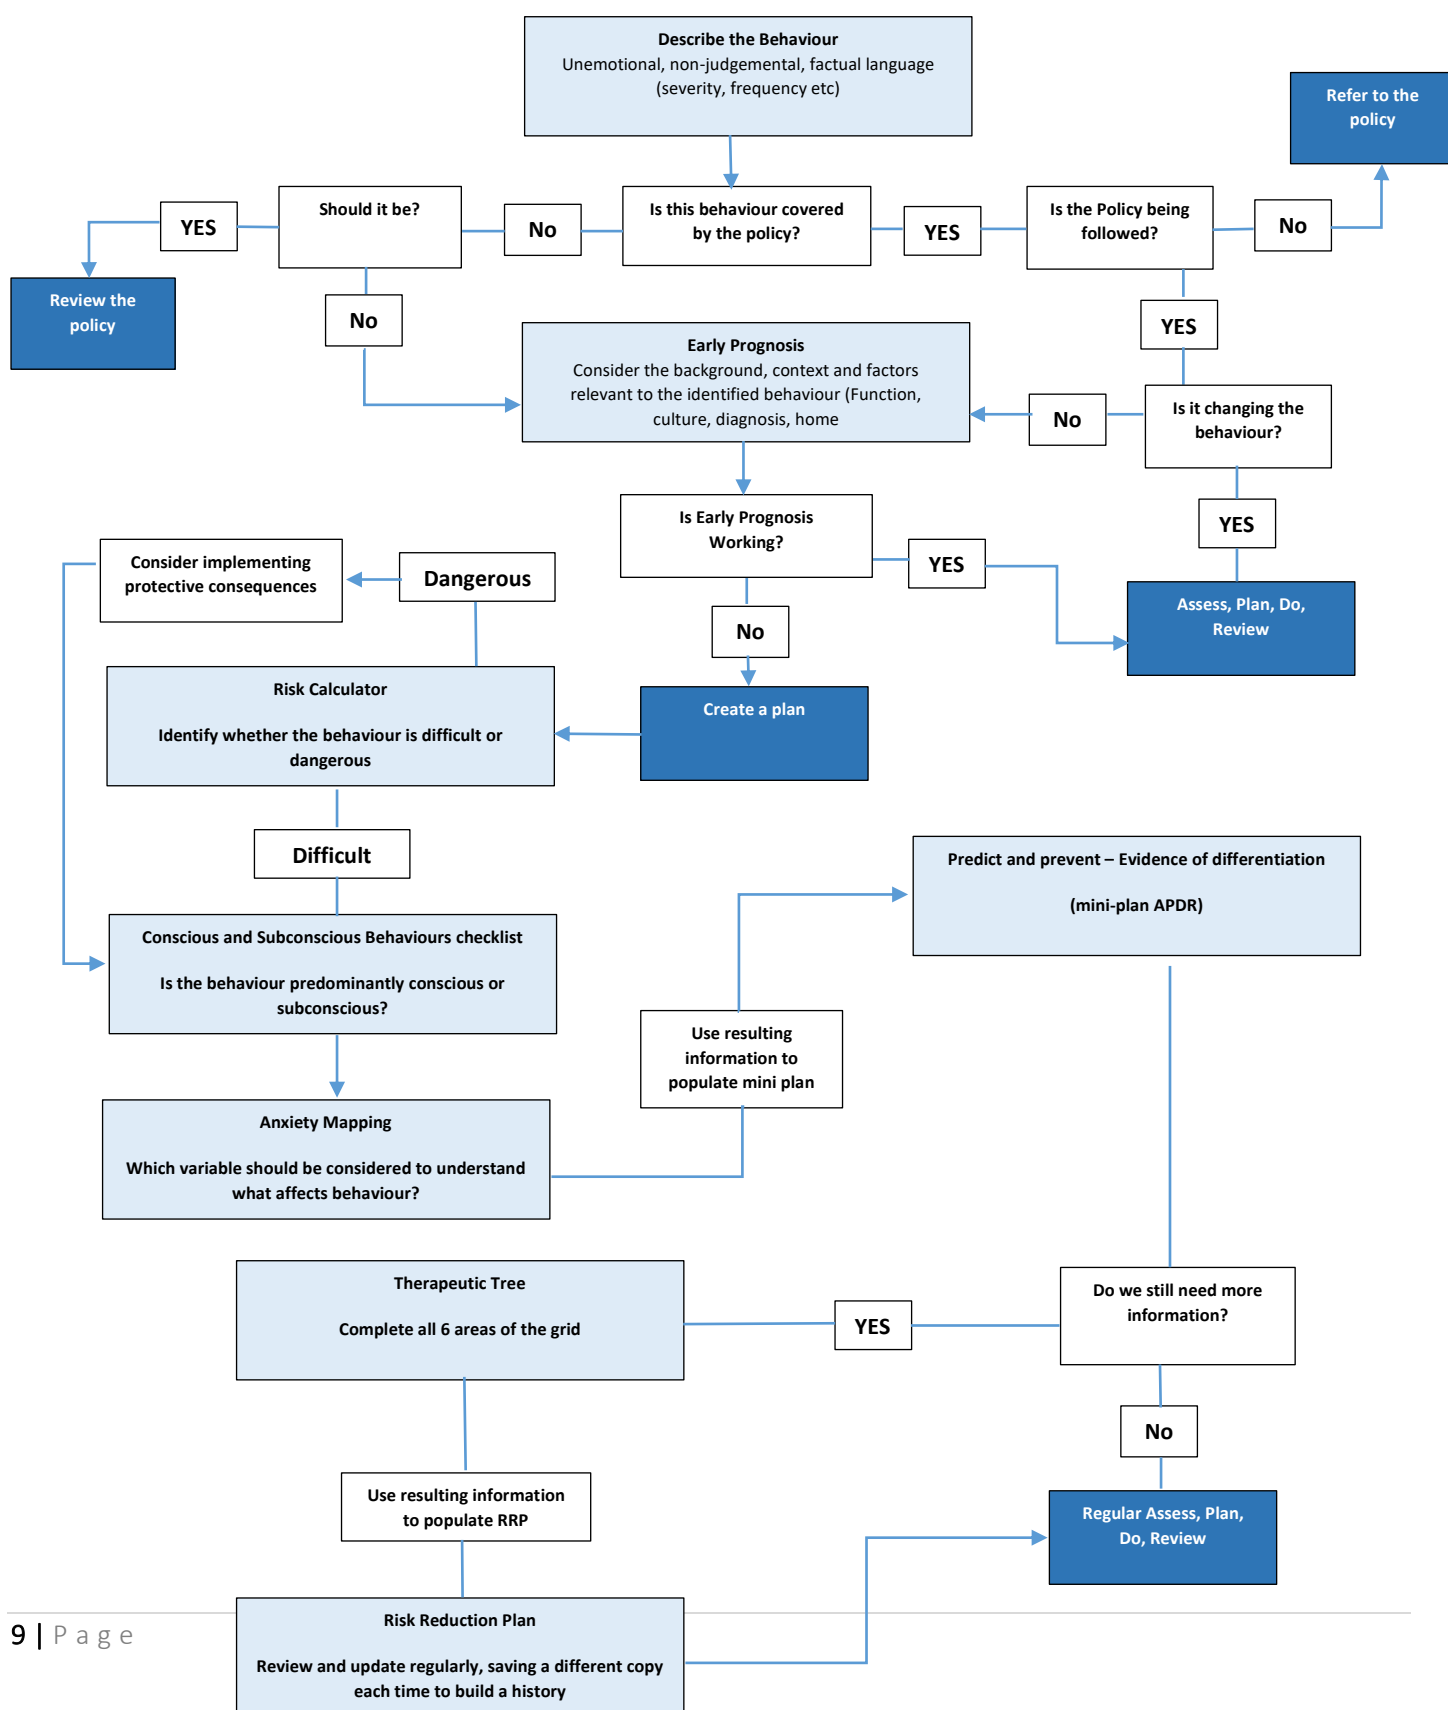 Describe the Behaviour
Unemotional, non-judgemental, factual language
(severity, frequency etc)
Refer to the
policy
Should it be?
YES
No
Is this behaviour covered
by the policy?
YES
Is the Policy being
followed?
No
Review the
policy
No
YES
Early Prognosis
Consider the background, context and factors
relevant to the identified behaviour (Function,
culture, diagnosis, home
No
Is it changing the
behaviour?
YES
Is Early Prognosis
Working?
YES
Consider implementing
protective consequences
Dangerous
No
Assess, Plan, Do,
Review
Risk Calculator
Identify whether the behaviour is difficult or
dangerous
Create a plan
Difficult
Predict and prevent – Evidence of differentiation
(mini-plan APDR)
Conscious and Subconscious Behaviours checklist
Is the behaviour predominantly conscious or
subconscious?
Use resulting
information to
populate mini plan
Anxiety Mapping
Which variable should be considered to understand
what affects behaviour?
Therapeutic Tree
Complete all 6 areas of the grid
YES
Do we still need more
information?
No
Use resulting information
to populate RRP
Regular Assess, Plan,
Do, Review
Risk Reduction Plan
Review and update regularly, saving a different copy
each time to build a history
9 | Page